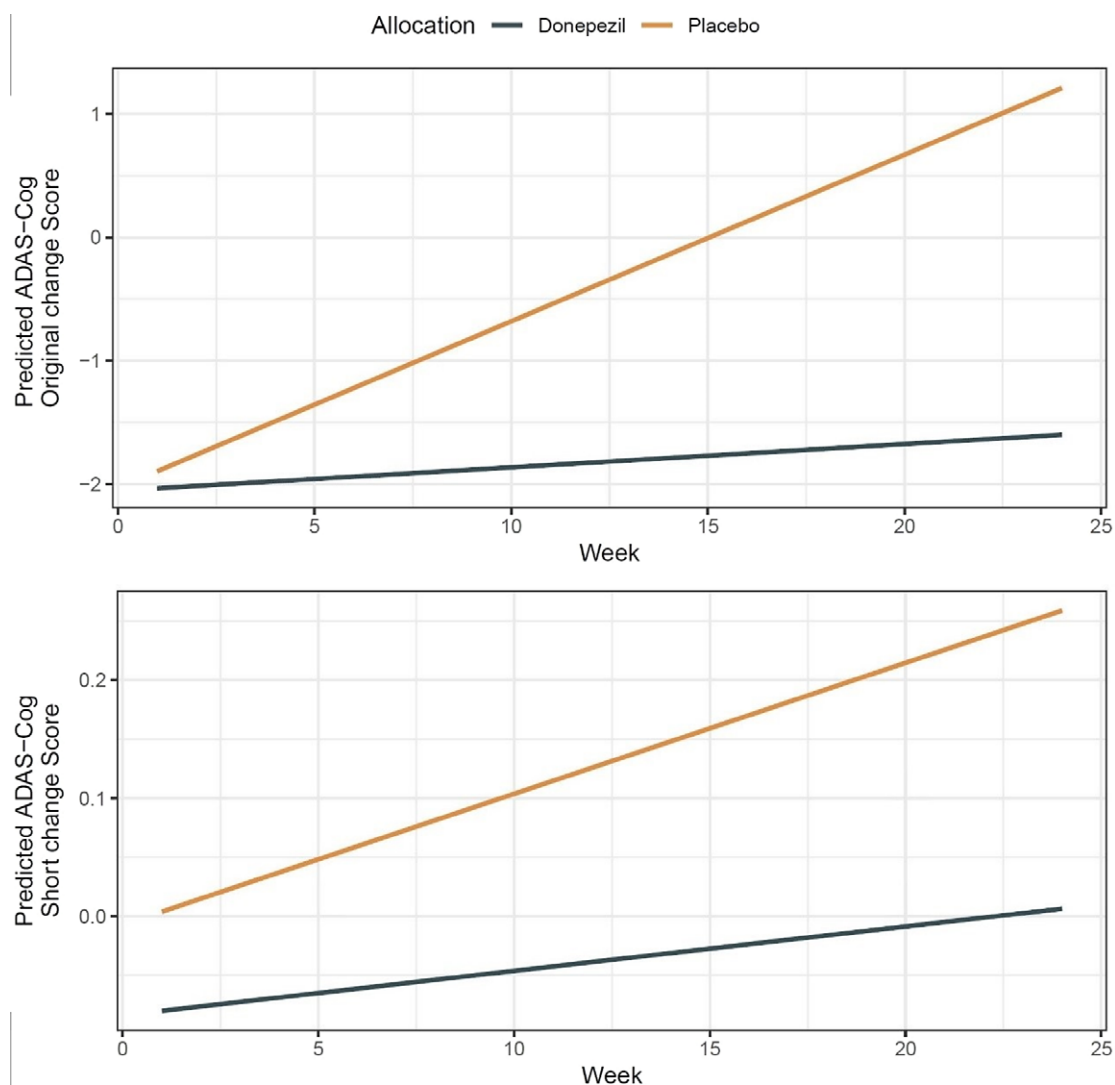 Allocation Donepezil Placebo
Predicted ADAS−Cog
Original change Score
1
0
−1
−2
0 5 10 15 20 25
Week
Predicted ADAS−Cog
Short change Score
0.2
0.1
0.0
0 5 10 15 20 25
Week